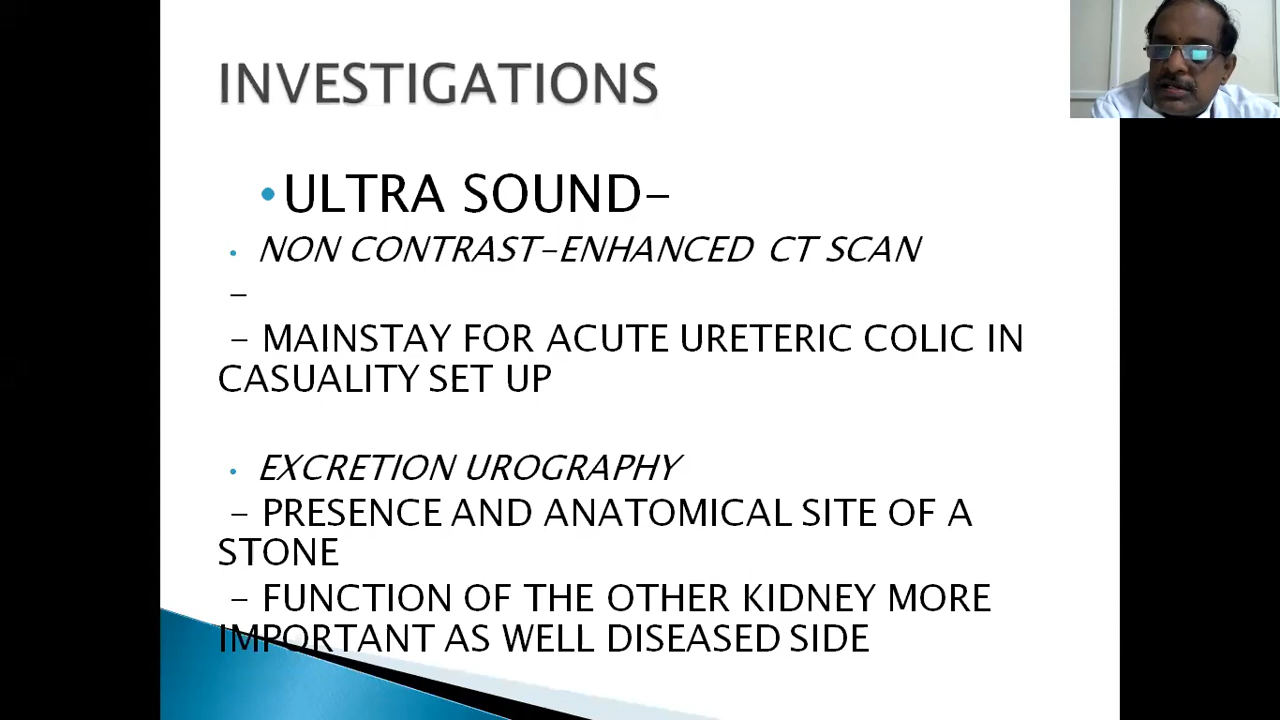 INVESTIGATIONS
•ULTRA SOUND-
• NON CONTRAST-ENHANCED CT SCAN
-
- MAINSTAY FOR ACUTE URETERIC COLIC IN
CASUALITY SET UP
• EXCRETION UROGRAPHY
- PRESENCE AND ANATOMICAL SITE OF A
STONE
- FUNCTION OF THE OTHER KIDNEY MORE
IMPORTANT AS WELL DISEASED SIDE